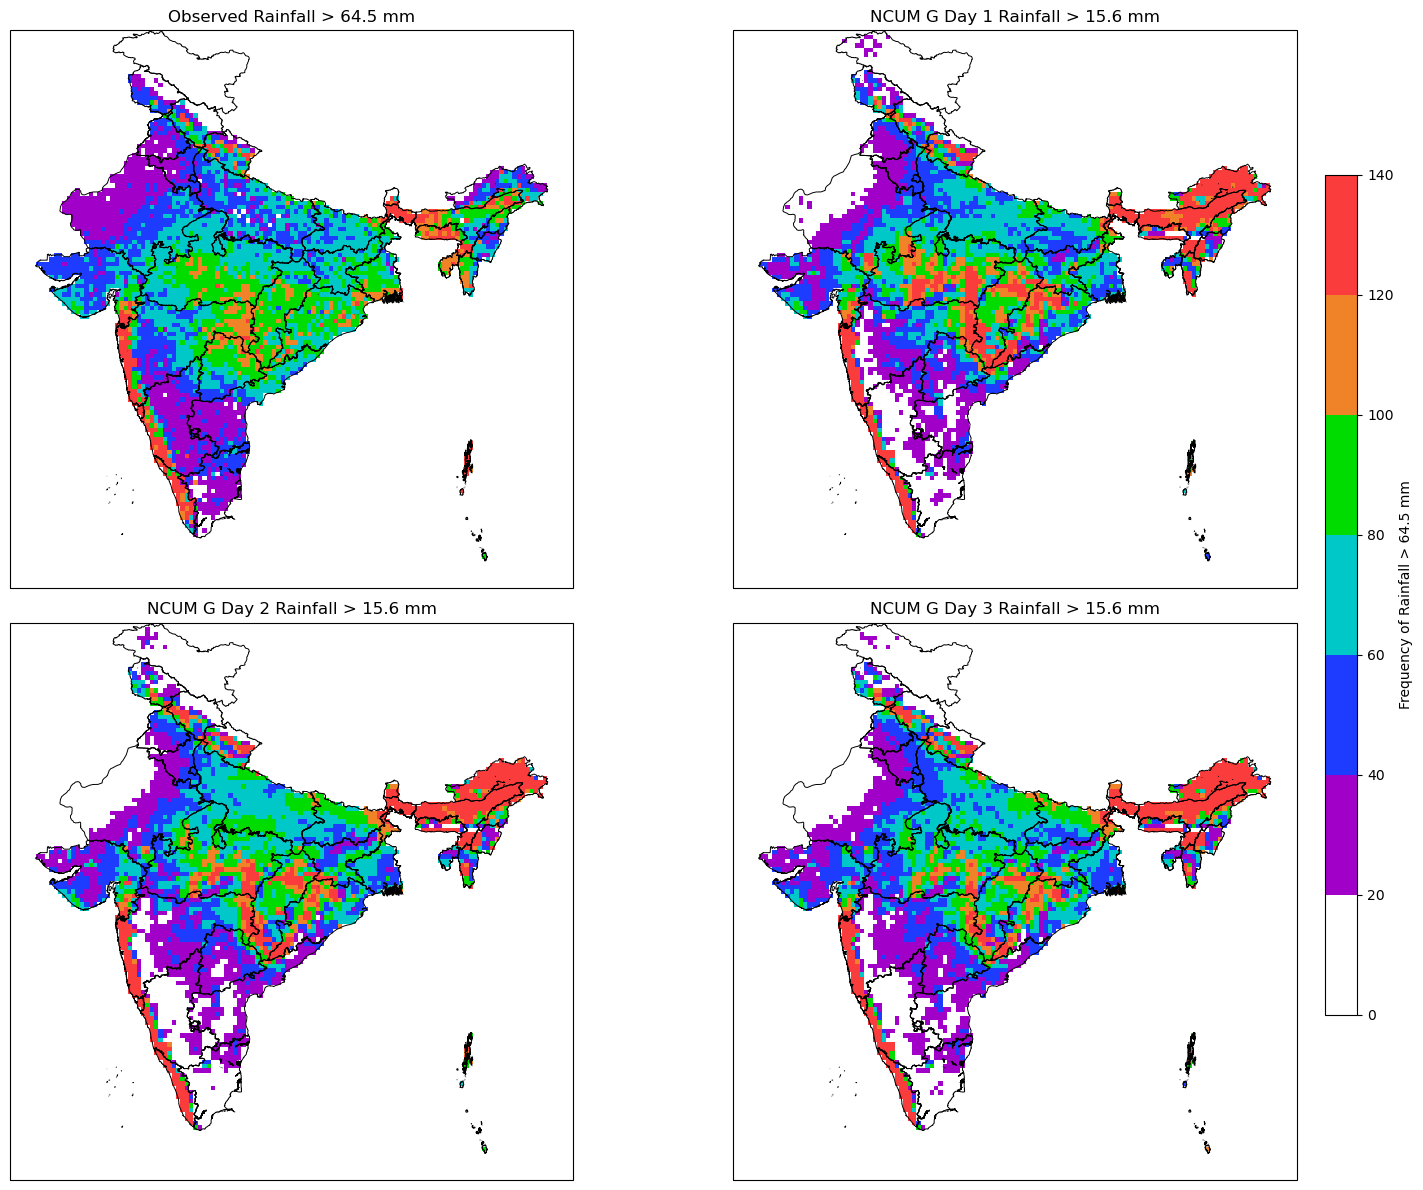 Observed Rainfall > 64.5 mm
NCUM G Day 1 Rainfall > 15.6 mm
NCUM G Day 2 Rainfall > 15.6 mm
NCUM G Day 3 Rainfall > 15.6 mm
140
120
100
80
60
40
20
0
Frequency of Rainfall > 64.5 mm